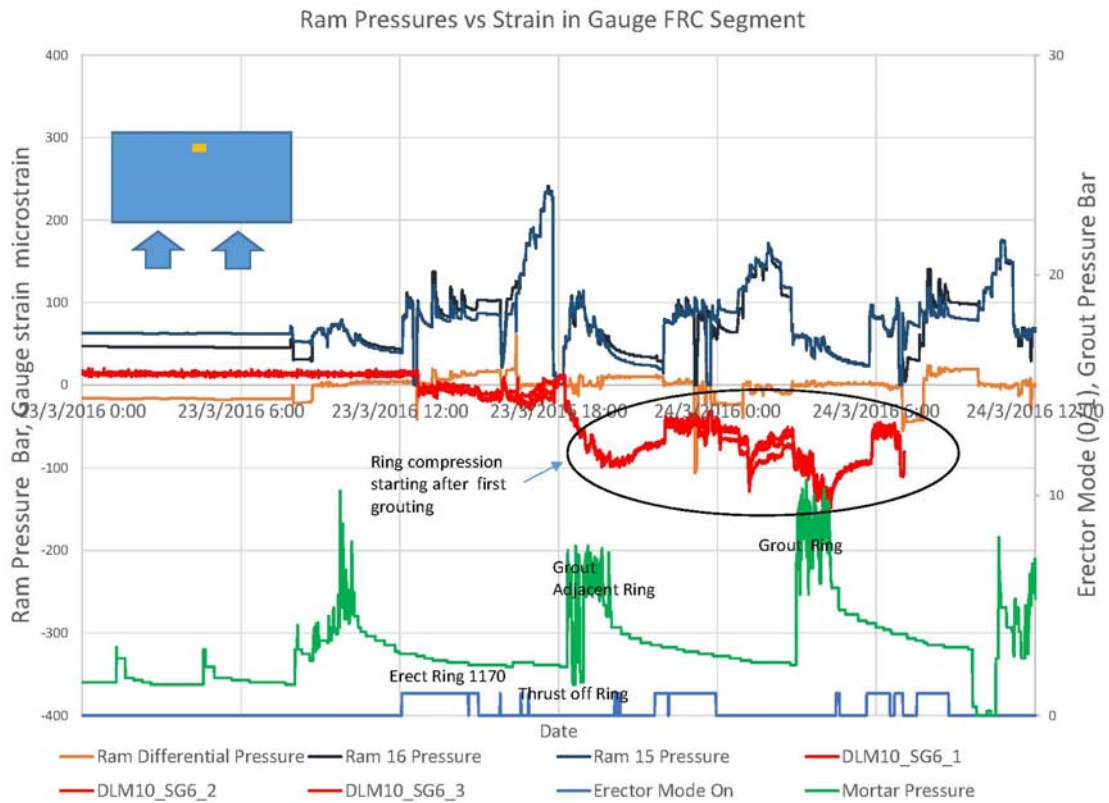 Ram Pressures vs Strain in Gauge FRC Segment
400
300
200
100
0
-100
-200
-300
-400
Ram Pressure Bar, Gauge strain microstrain
30
20
10
0
Erector Mode (0/1), Grout Pressure Bar
23/3/2016 0:00
23/3/2016 6:00
23/3/2016 12:00
23/3/2016 18:00
24/3/2016 0:00
24/3/2016 6:00
24/3/2016 12:00
Ring compression
starting after first
grouting
Grout Ring
Grout
Adjacent Ring
Erect Ring 1170
Thrust off Ring
Date
Ram Differential Pressure
Ram 16 Pressure
Ram 15 Pressure
DLM10_SG6_1
DLM10_SG6_2
DLM10_SG6_3
Erector Mode On
Mortar Pressure